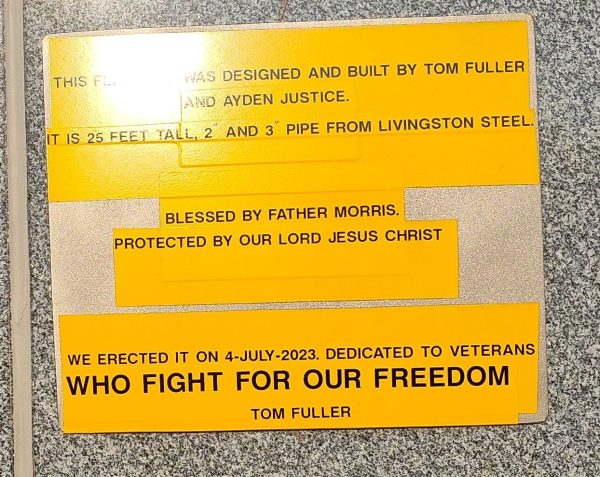 THIS WAS DESIGNED AND BUILT BY TOM FULLER
AND AYDEN JUSTICE.
IT IS 25 FEET TALL, 2" AND 3" PIPE FROM LIVINGSTON STEEL.
BLESSED BY FATHER MORRIS.
PROTECTED BY OUR LORD JESUS CHRIST
WE ERECTED IT ON 4-JULY-2023. DEDICATED TO VETERANS
WHO FIGHT FOR OUR FREEDOM
TOM FULLER